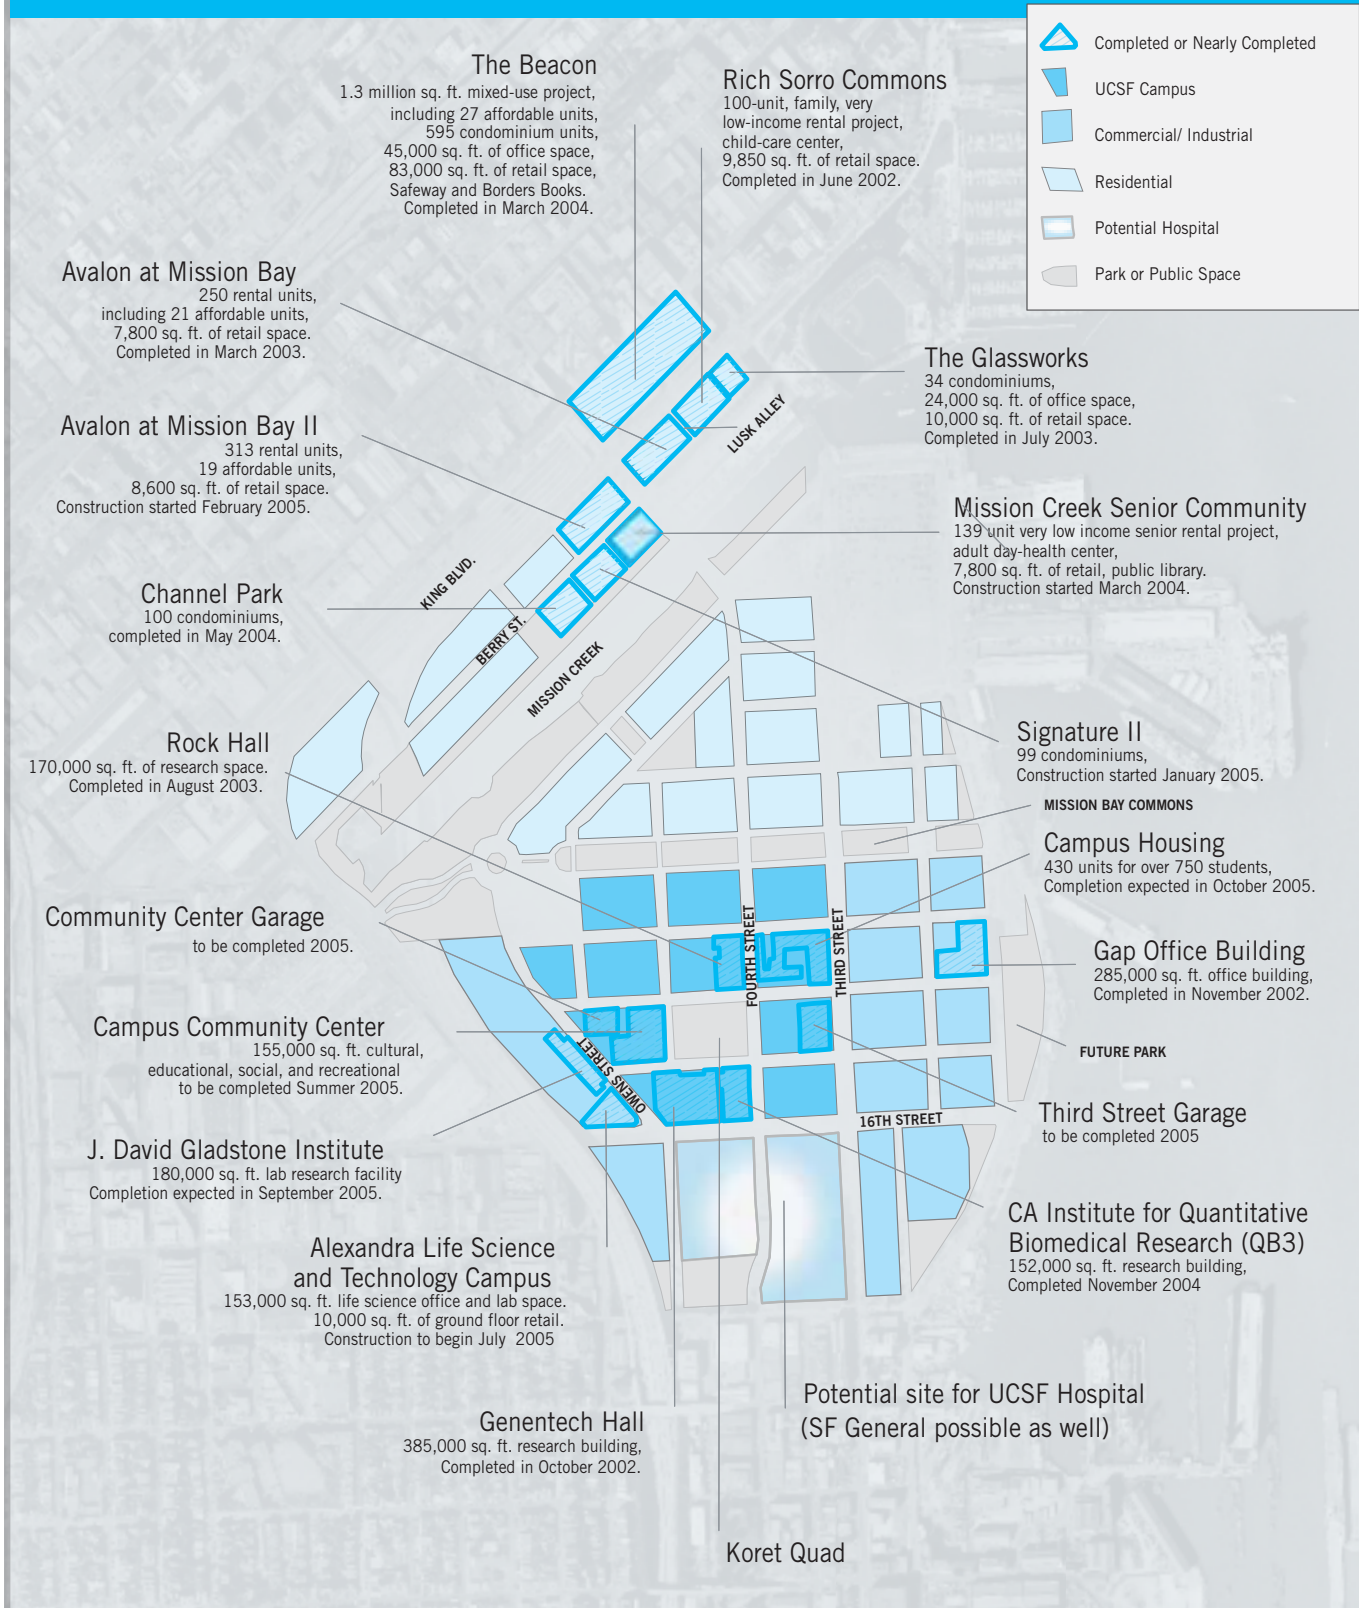 Completed or Nearly Completed
UCSF Campus
Commercial/ Industrial
Residential
Potential Hospital
Park or Public Space
The Beacon
1.3 million sq. ft. mixed-use project,
including 27 affordable units,
595 condominium units,
45,000 sq. ft. of office space,
83,000 sq. ft. of retail space,
Safeway and Borders Books.
Completed in March 2004.
Rich Sorro Commons
100-unit, family, very
low-income rental project,
child-care center,
9,850 sq. ft. of retail space.
Completed in June 2002.
Avalon at Mission Bay
250 rental units,
including 21 affordable units,
7,800 sq. ft. of retail space.
Completed in March 2003.
The Glassworks
34 condominiums,
24,000 sq. ft. of office space,
10,000 sq. ft. of retail space.
Completed in July 2003.
LUSK ALLEY
Avalon at Mission Bay II
313 rental units,
19 affordable units,
8,600 sq. ft. of retail space.
Construction started February 2005.
Mission Creek Senior Community
139 unit very low income senior rental project,
adult day-health center,
7,800 sq. ft. of retail, public library.
Construction started March 2004.
KING BLVD.
Channel Park
100 condominiums,
completed in May 2004.
BERRY ST.
MISSION CREEK
Rock Hall
170,000 sq. ft. of research space.
Completed in August 2003.
Signature II
99 condominiums,
Construction started January 2005.
MISSION BAY COMMONS
Campus Housing
430 units for over 750 students,
Completion expected in October 2005.
Community Center Garage
to be completed 2005.
FOURTH STREET
THIRD STREET
Gap Office Building
285,000 sq. ft. office building,
Completed in November 2002.
Campus Community Center
155,000 sq. ft. cultural,
educational, social, and recreational
to be completed Summer 2005.
OWENS STREET
FUTURE PARK
16TH STREET
Third Street Garage
to be completed 2005
J. David Gladstone Institute
180,000 sq. ft. lab research facility
Completion expected in September 2005.
CA Institute for Quantitative
Biomedical Research (QB3)
152,000 sq. ft. research building,
Completed November 2004
Alexandra Life Science
and Technology Campus
153,000 sq. ft. life science office and lab space.
10,000 sq. ft. of ground floor retail.
Construction to begin July 2005
Potential site for UCSF Hospital
(SF General possible as well)
Genentech Hall
385,000 sq. ft. research building,
Completed in October 2002.
Koret Quad